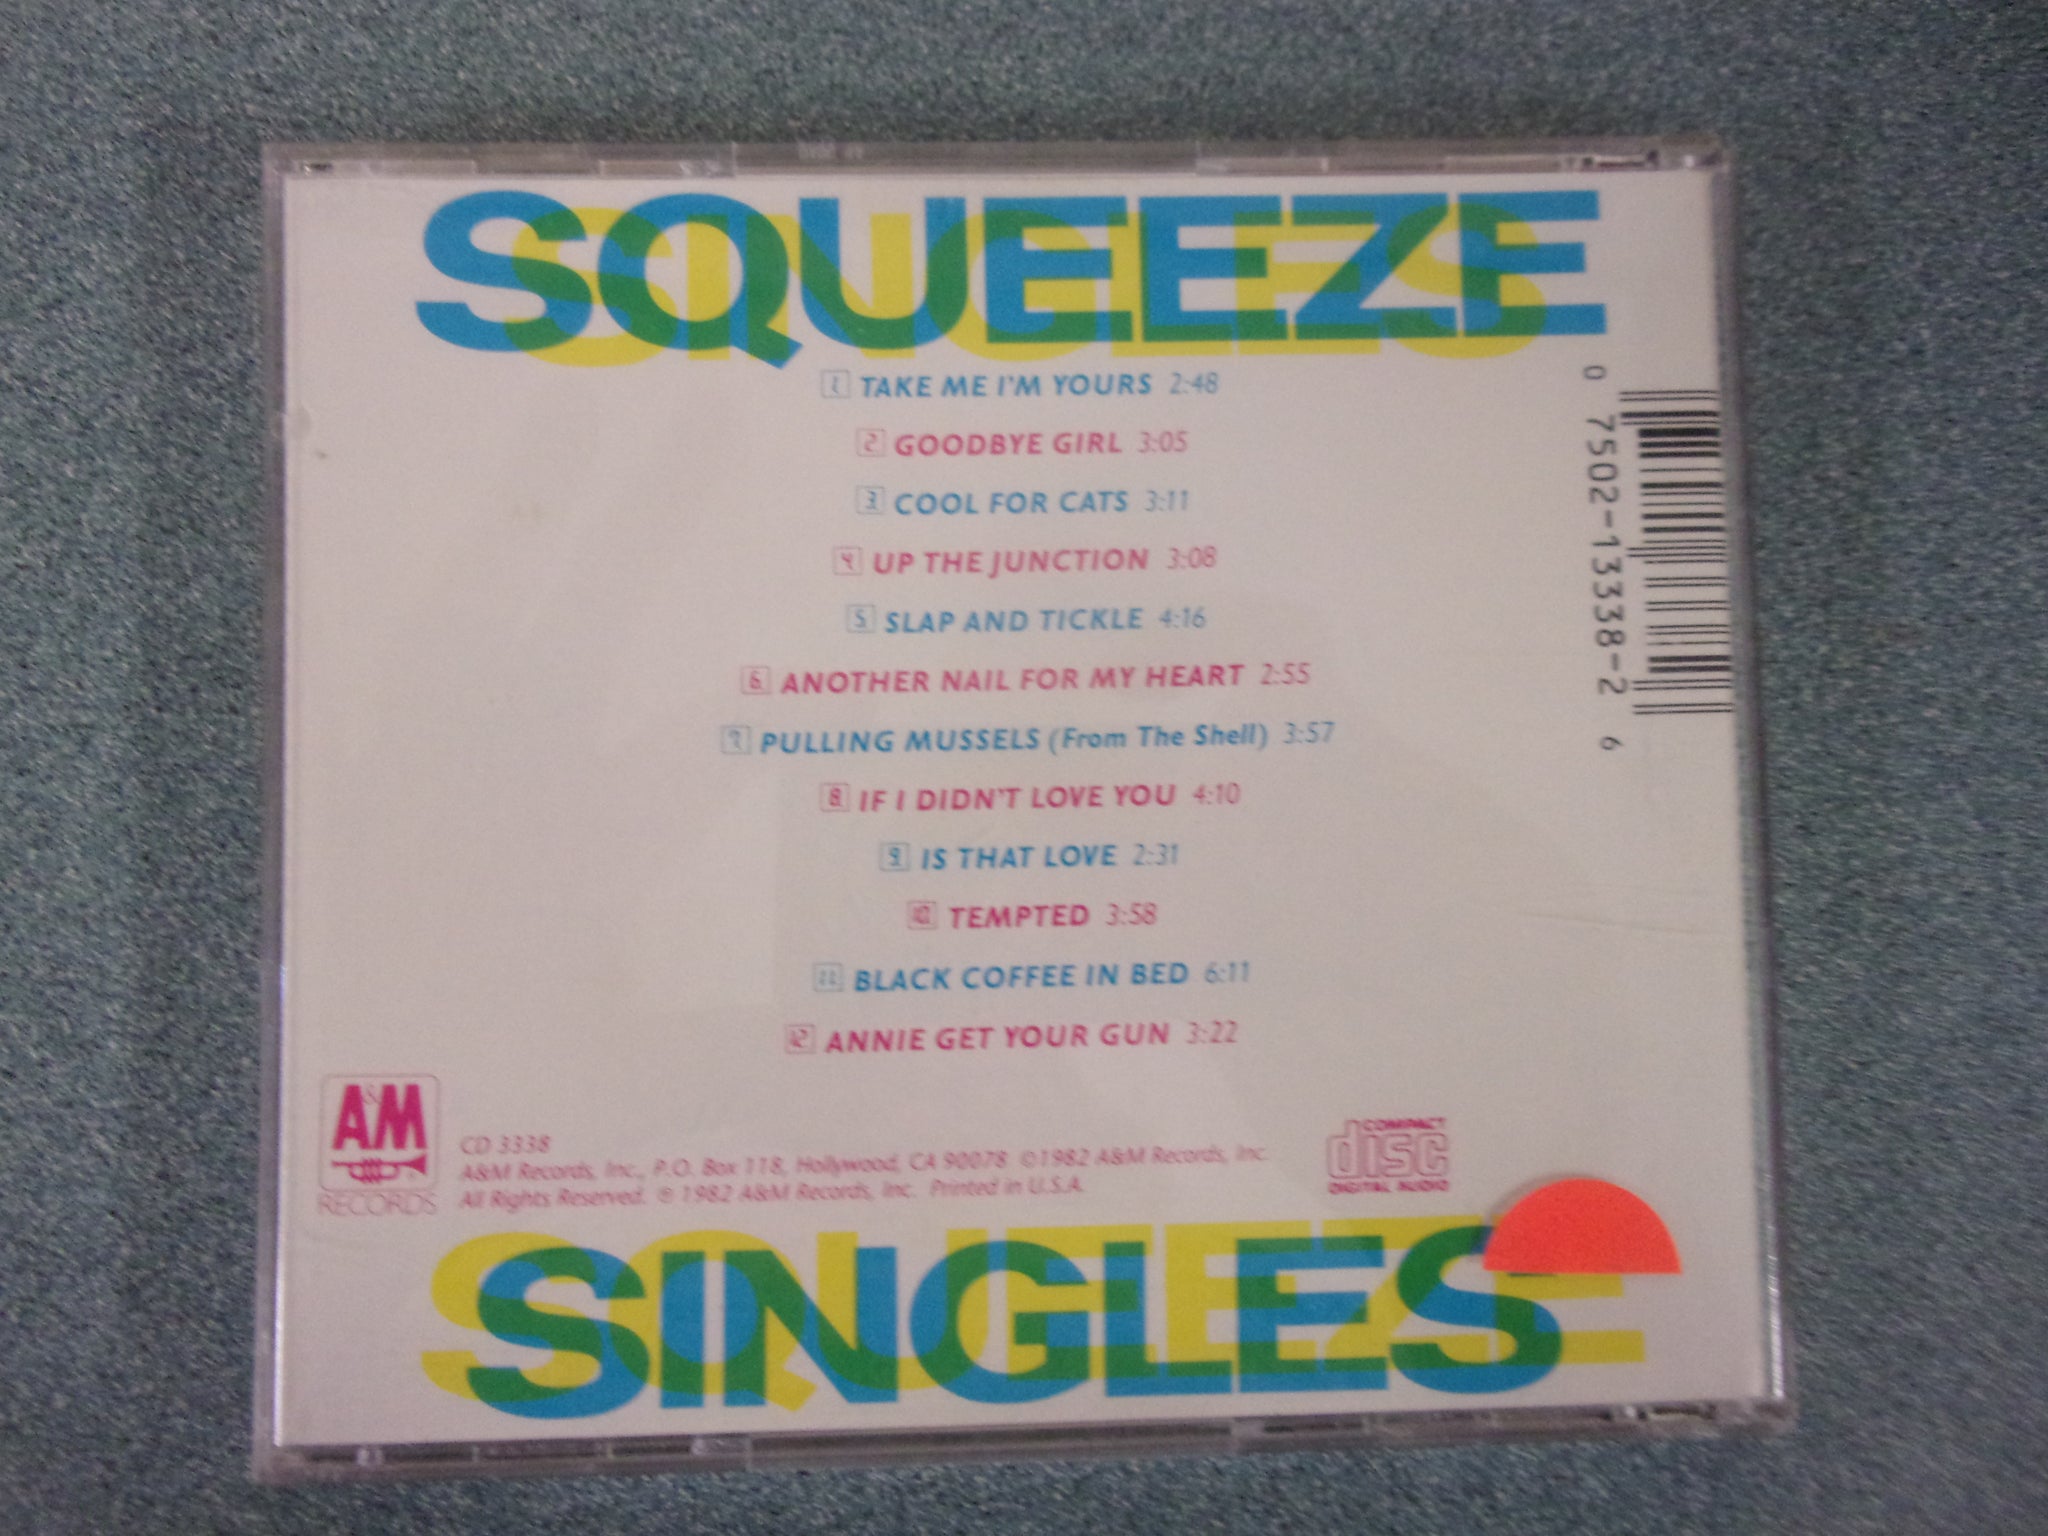 SQUEEZE
SINGLES
1. TAKE ME I'M YOURS 2:48
2. GOODBYE GIRL 3:05
3. COOL FOR CATS 3:11
4. UP THE JUNCTION 3:08
5. SLAP AND TICKLE 4:16
6. ANOTHER NAIL FOR MY HEART 2:55
7. PULLING MUSSELS (From The Shell) 3:57
8. IF I DIDN'T LOVE YOU 4:10
9. IS THAT LOVE 2:31
10. TEMPTED 3:58
11. BLACK COFFEE IN BED 6:11
12. ANNIE GET YOUR GUN 3:22
0 7502-13338-2 6
A&M
RECORDS
CD 3338
A&M Records, Inc., P.O. Box 118, Hollywood, CA 90078 ©1982 A&M Records, Inc.
All Rights Reserved. ℗ 1982 A&M Records, Inc. Printed in U.S.A.
COMPACT
disc
DIGITAL AUDIO
SINGLES
SQUEEZE